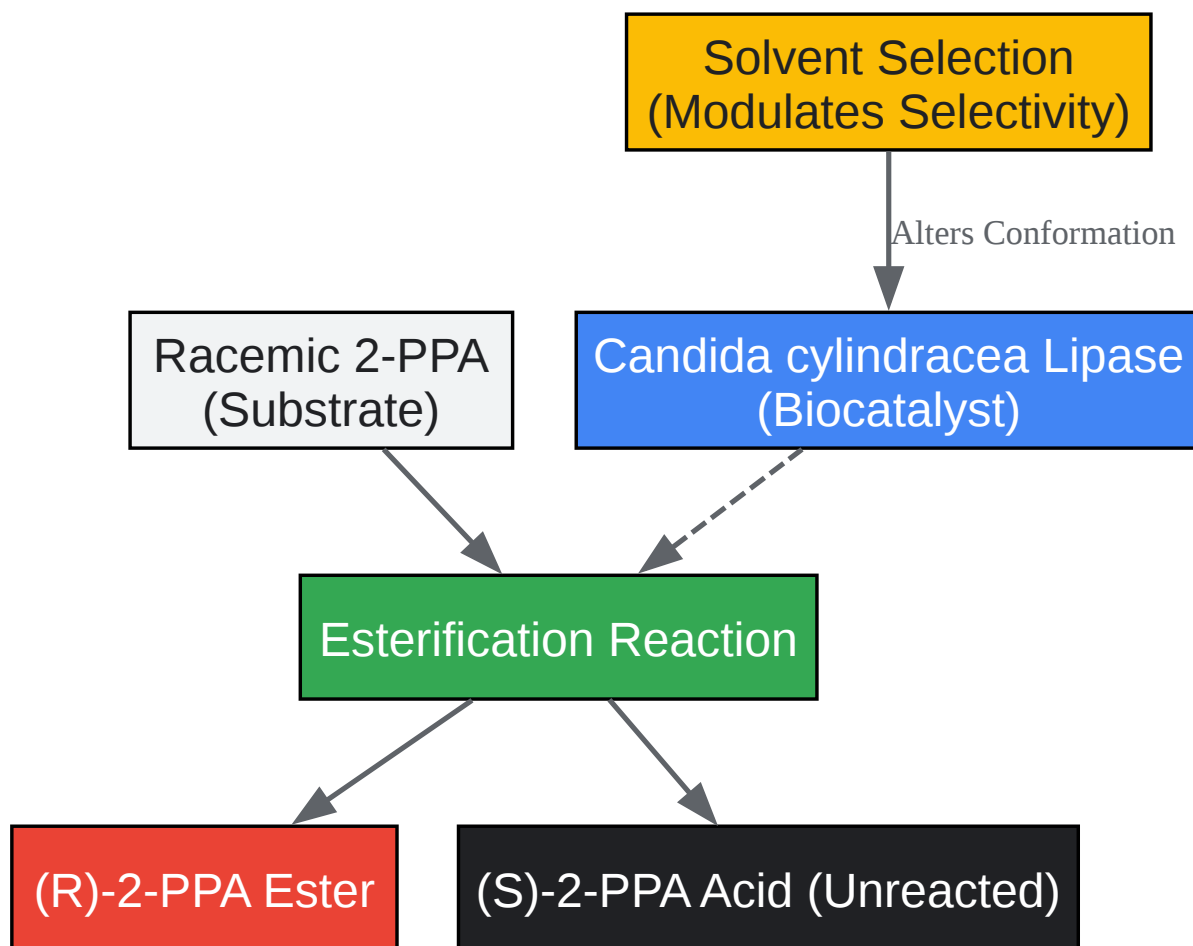 Solvent Selection
(Modulates Selectivity)
Alters Conformation
Racemic 2-PPA
(Substrate)
Candida cylindracea Lipase
(Biocatalyst)
Esterification Reaction
(R)-2-PPA Ester
(S)-2-PPA Acid (Unreacted)